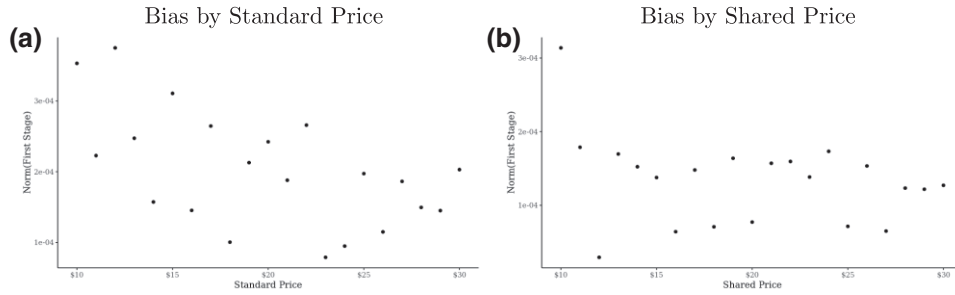 Bias by Standard Price
(a)
Norm(First Stage)
3e-04
2e-04
1e-04
$10 $15 $20 $25 $30
Standard Price
Bias by Shared Price
(b)
Norm(First Stage)
3e-04
2e-04
1e-04
$10 $15 $20 $25 $30
Shared Price